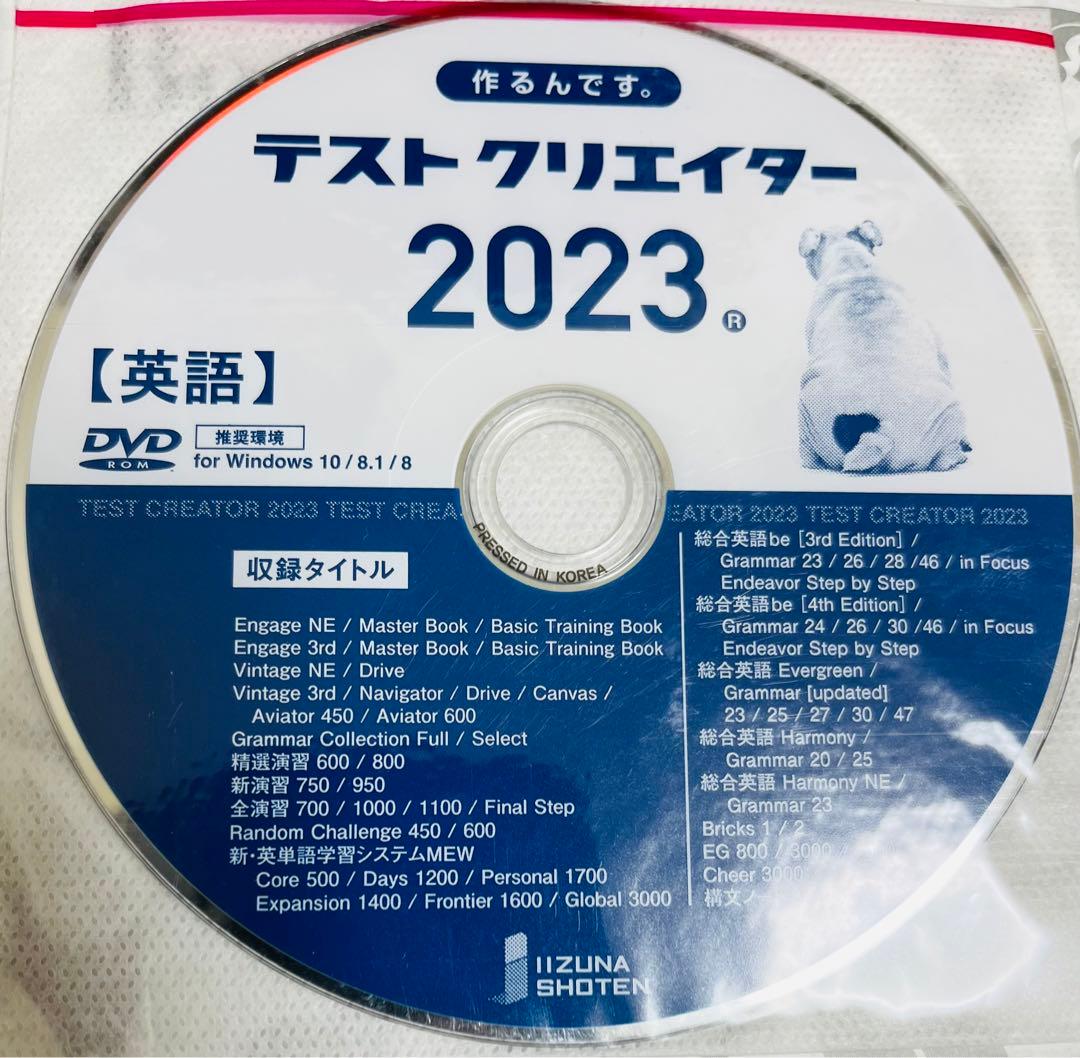 作るんです。
テストクリエイター
2023®
【英語】
DVD
ROM
推奨環境
for Windows 10 / 8.1 / 8
TEST CREATOR 2023 TEST CREA
EATOR 2023 TEST CREATOR 2023
PRESSED IN KOREA
収録タイトル
Engage NE / Master Book / Basic Training Book
Engage 3rd / Master Book / Basic Training Book
Vintage NE / Drive
Vintage 3rd / Navigator / Drive / Canvas /
Aviator 450 / Aviator 600
Grammar Collection Full / Select
精選演習 600 / 800
新演習 750 / 950
全演習 700 / 1000 / 1100 / Final Step
Random Challenge 450 / 600
新・英単語学習システムMEW
Core 500 / Days 1200 / Personal 1700
Expansion 1400 / Frontier 1600 / Global 3000
総合英語be [3rd Edition] /
Grammar 23 / 26 / 28 /46 / in Focus
Endeavor Step by Step
総合英語be [4th Edition] /
Grammar 24 / 26 / 30 /46 / in Focus
Endeavor Step by Step
総合英語 Evergreen /
Grammar [updated]
23 / 25 / 27 / 30 / 47
総合英語 Harmony /
Grammar 20 / 25
総合英語 Harmony NE /
Grammar 23
Bricks 1 / 2
EG 800 / 3000 /
Cheer 3000
構文ノ
IIZUNA
SHOTEN